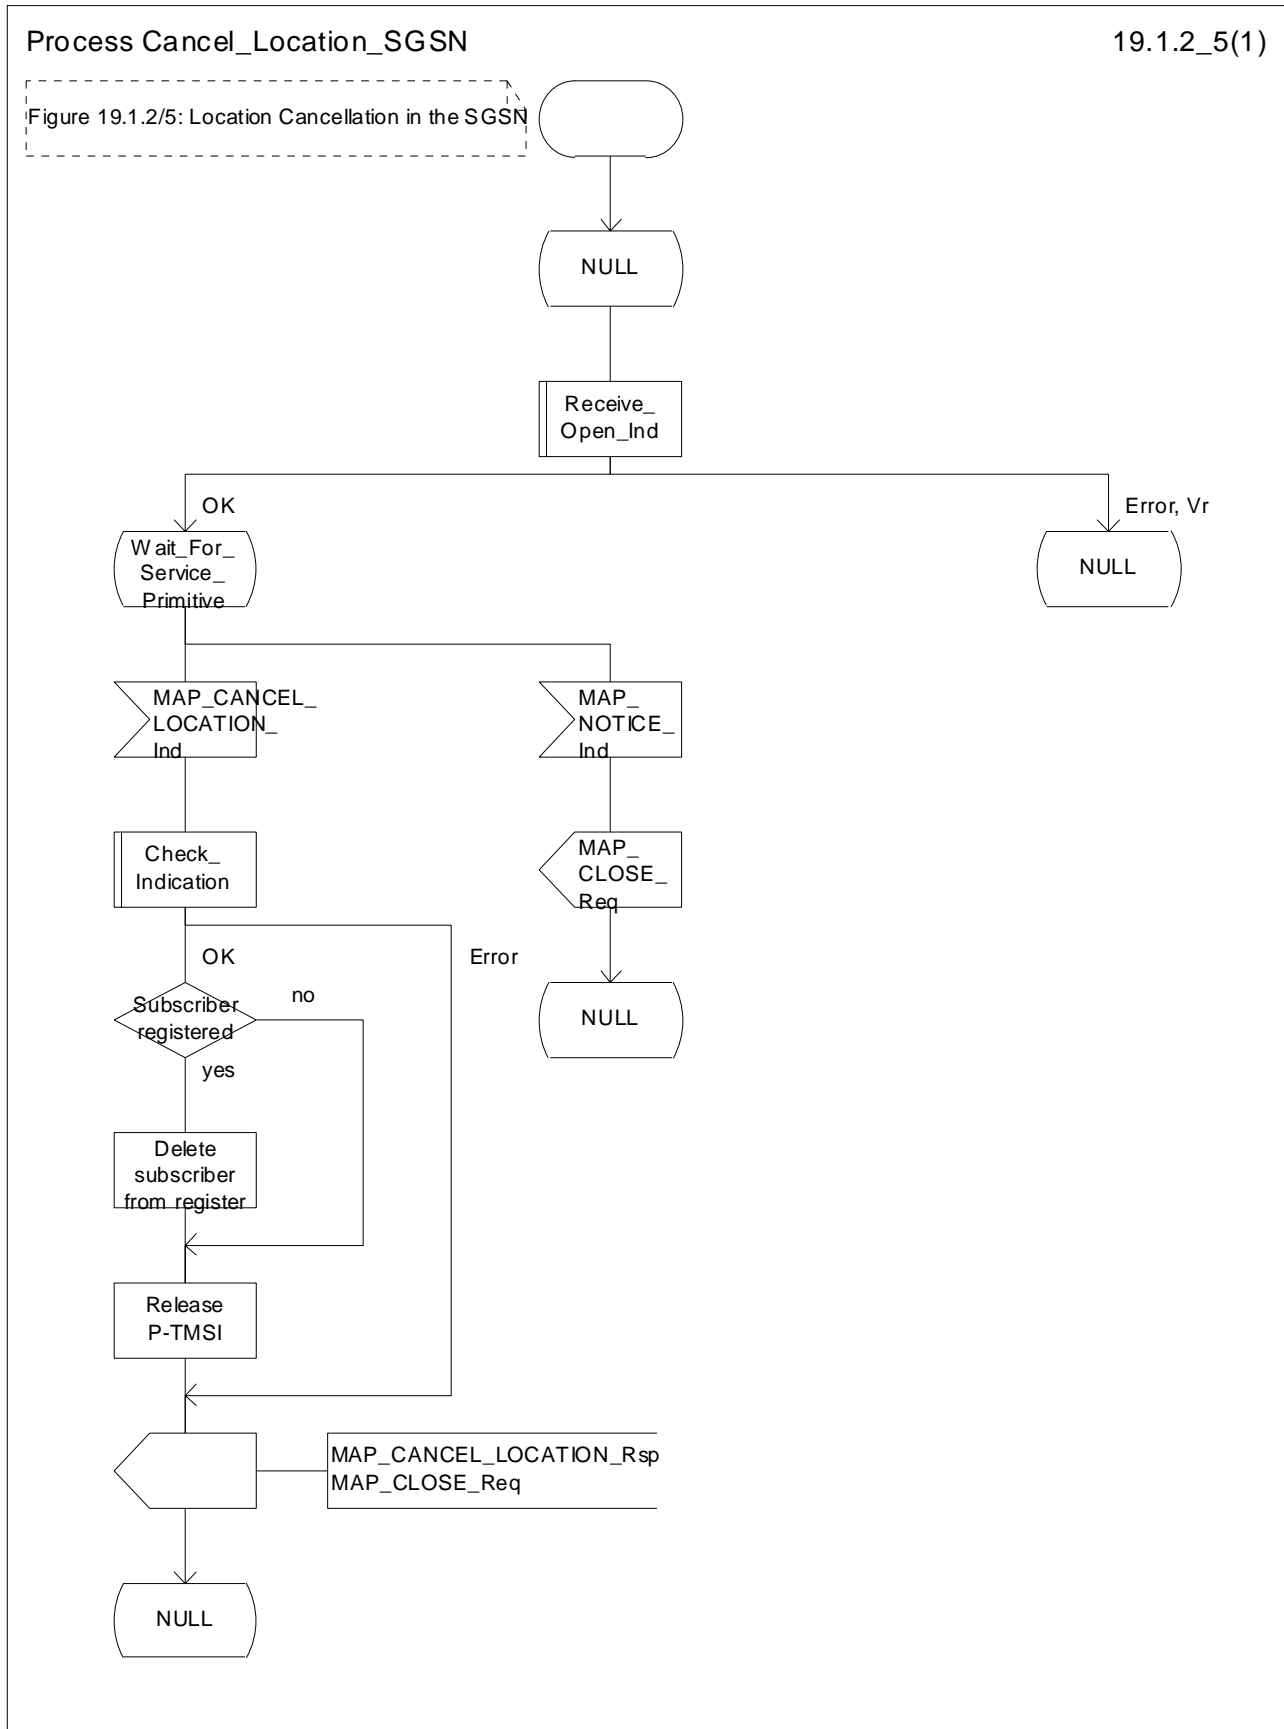 Process Cancel_Location_SGSN
19.1.2_5(1)
Figure 19.1.2/5: Location Cancellation in the SGSN
NULL
Receive_
Open_Ind
OK
Error, Vr
Wait_For_
Service_
Primitive
NULL
MAP_CANCEL_
LOCATION_
Ind
MAP_
NOTICE_
Ind
Check_
Indication
MAP_
CLOSE_
Req
OK
Error
Subscriber
registered
no
yes
NULL
Delete
subscriber
from register
Release
P-TMSI
MAP_CANCEL_LOCATION_Rsp
MAP_CLOSE_Req
NULL